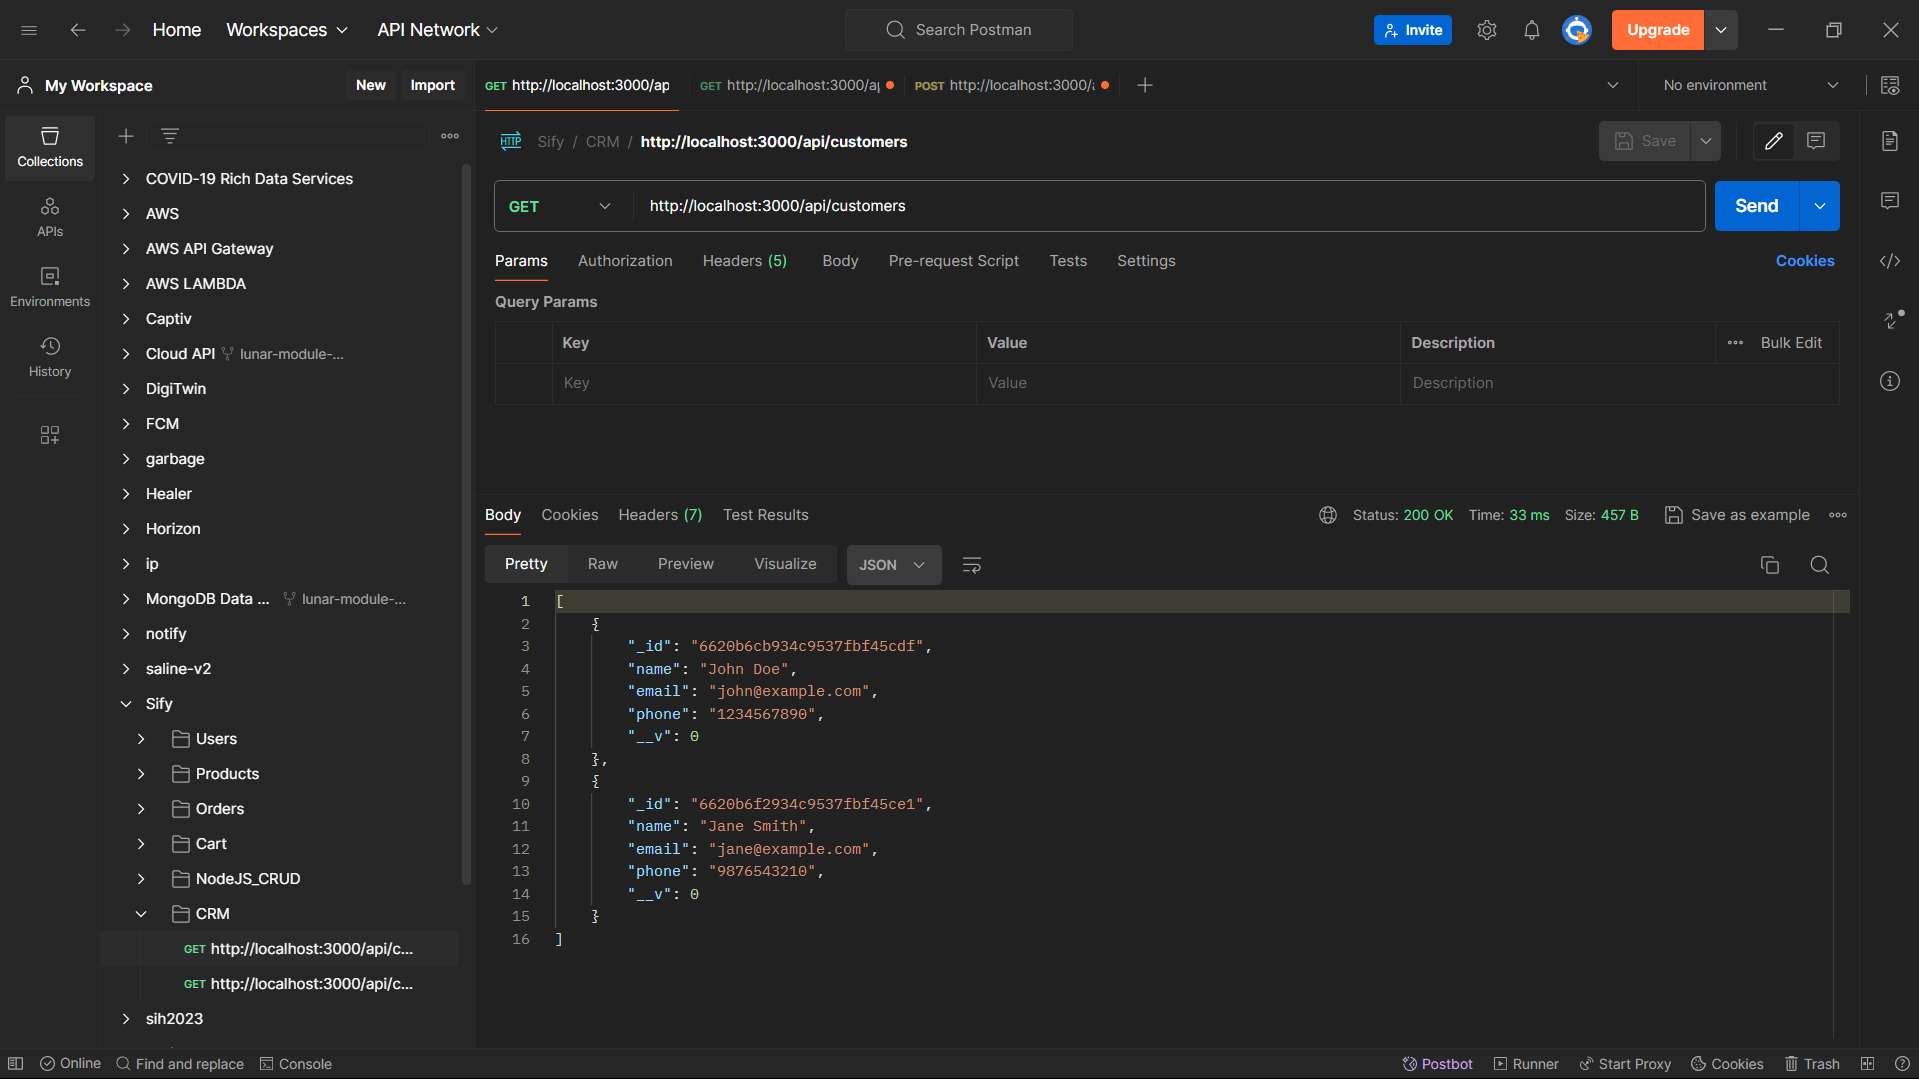 Home Workspaces API Network Search Postman Invite Upgrade
My Workspace New Import GET http://localhost:3000/ap GET http://localhost:3000/a POST http://localhost:3000/ No environment
Sify / CRM / http://localhost:3000/api/customers Save
Collections
APIs
Environments
History
COVID-19 Rich Data Services
AWS
AWS API Gateway
AWS LAMBDA
Captiv
Cloud API lunar-module-...
DigiTwin
FCM
garbage
Healer
Horizon
ip
MongoDB Data ... lunar-module-...
notify
saline-v2
Sify
Users
Products
Orders
Cart
NodeJS_CRUD
CRM
GET http://localhost:3000/api/c...
GET http://localhost:3000/api/c...
sih2023
HTTP
GET http://localhost:3000/api/customers Send
Params Authorization Headers (5) Body Pre-request Script Tests Settings Cookies
Query Params
Key Value Description Bulk Edit
Key Value Description
Body Cookies Headers (7) Test Results Status: 200 OK Time: 33 ms Size: 457 B Save as example
Pretty Raw Preview Visualize JSON
1 [
2 {
3 "_id": "6620b6cb934c9537fbf45cdf",
4 "name": "John Doe",
5 "email": "john@example.com",
6 "phone": "1234567890",
7 "__v": 0
8 },
9 {
10 "_id": "6620b6f2934c9537fbf45ce1",
11 "name": "Jane Smith",
12 "email": "jane@example.com",
13 "phone": "9876543210",
14 "__v": 0
15 }
16 ]
Online Find and replace Console Postbot Runner Start Proxy Cookies Trash